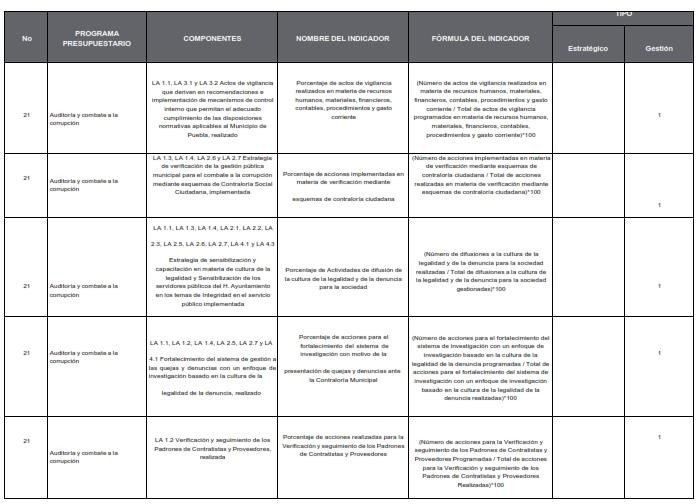 TIPO
No
PROGRAMA
PRESUPUESTARIO
COMPONENTES
NOMBRE DEL INDICADOR
FÓRMULA DEL INDICADOR
Estratégico
Gestión
21
Auditoría y combate a la
corrupción
LA 1.1, LA 3.1 y LA 3.2 Actos de vigilancia
que deriven en recomendaciones e
implementación de mecanismos de control
interno que permitan el adecuado
cumplimiento de las disposiciones
normativas aplicables al Municipio de
Puebla, realizado
Porcentaje de actos de vigilancia
realizados en materia de recursos
humanos, materiales, financieros,
contables, procedimientos y gasto
corriente
(Número de actos de vigilancia realizados en
materia de recursos humanos, materiales,
financieros, contables, procedimientos y gasto
corriente / Total de actos de vigilancia
programados en materia de recursos humanos,
materiales, financieros, contables,
procedimientos y gasto corriente)*100
1
21
Auditoría y combate a la
corrupción
LA 1.3, LA 1.4, LA 2.6 y LA 2.7 Estrategia
de verificación de la gestión pública
municipal para el combate a la corrupción
mediante esquemas de Contraloría Social
Ciudadana, implementada
Porcentaje de acciones implementadas en
materia de verificación mediante
esquemas de contraloría ciudadana
(Número de acciones implementadas en materia
de verificación mediante esquemas de
contraloría ciudadana / Total de acciones
realizadas en materia de verificación mediante
esquemas de contraloría ciudadana)*100
1
21
Auditoría y combate a la
corrupción
LA 1.1, LA 1.3, LA 1.4, LA 2.1, LA 2.2, LA
2.3, LA 2.5, LA 2.6, LA 2.7, LA 4.1 y LA 4.3
Estrategia de sensibilización y
capacitación en materia de cultura de la
legalidad y Sensibilización de los
servidores públicos del H. Ayuntamiento
en los temas de Integridad en el servicio
público implementada
Porcentaje de Actividades de difusión de
la cultura de la legalidad y de la denuncia
para la sociedad
(Número de difusiones a la cultura de la
legalidad y de la denuncia para la sociedad
realizadas / Total de difusiones a la cultura de
la legalidad y de la denuncia para la sociedad
gestionadas)*100
1
21
Auditoría y combate a la
corrupción
LA 1.1, LA 1.2, LA 1.4, LA 2.5, LA 2.7 y LA
4.1 Fortalecimiento del sistema de gestión a
las quejas y denuncias con un enfoque de
investigación basado en la cultura de la
legalidad de la denuncia, realizado
Porcentaje de acciones para el
fortalecimiento del sistema de
investigación con motivo de la
presentación de quejas y denuncias ante
la Contraloría Municipal
(Número de acciones para el fortalecimiento del
sistema de investigación con un enfoque de
investigación basado en la cultura de la
legalidad de la denuncia programadas / Total de
acciones para el fortalecimiento del sistema de
investigación con un enfoque de investigación
basado en la cultura de la legalidad de la
denuncia realizadas)*100
1
21
Auditoría y combate a la
corrupción
LA 1.2 Verificación y seguimiento de los
Padrones de Contratistas y Proveedores,
realizada
Porcentaje de acciones realizadas para la
Verificación y seguimiento de los Padrones
de Contratistas y Proveedores
(Número de acciones para la Verificación y
seguimiento de los Padrones de Contratistas y
Proveedores Programadas / Total de acciones
para la Verificación y seguimiento de los
Padrones de Contratistas y Proveedores
Realizadas)*100
1